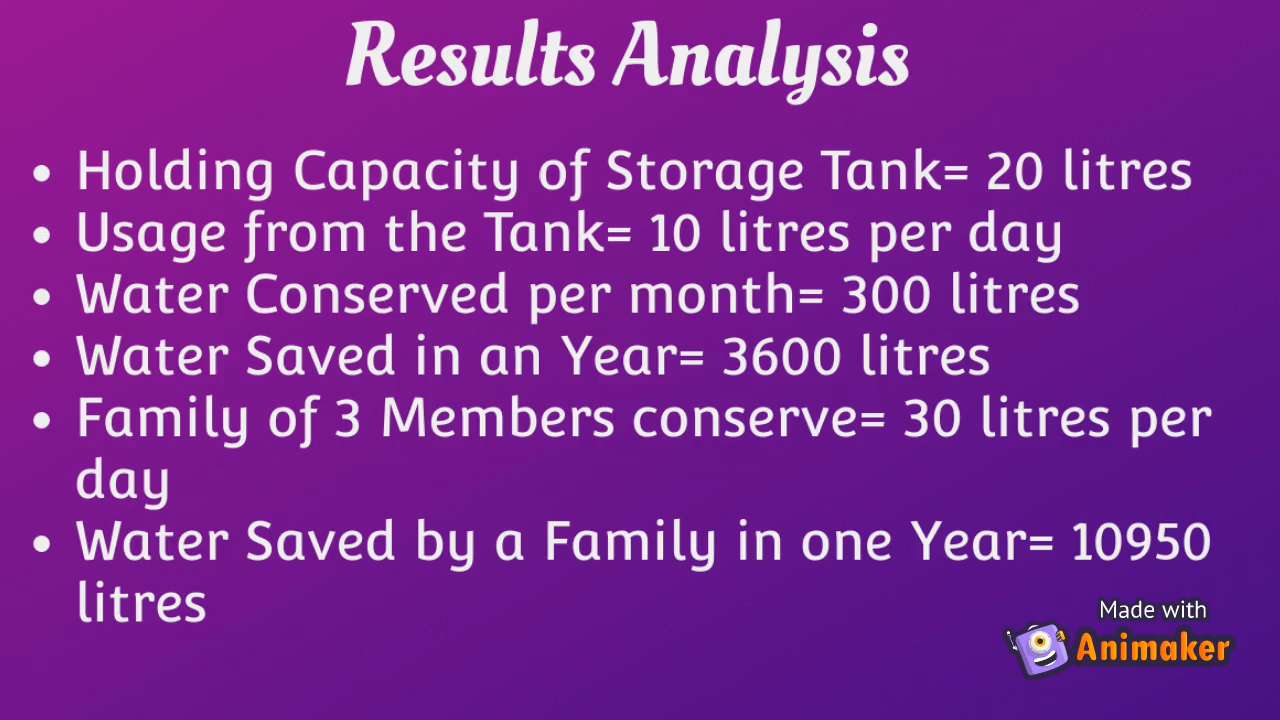 Results Analysis
• Holding Capacity of Storage Tank= 20 litres
• Usage from the Tank= 10 litres per day
• Water Conserved per month= 300 litres
• Water Saved in an Year= 3600 litres
• Family of 3 Members conserve= 30 litres per
day
• Water Saved by a Family in one Year= 10950
litres
Made with
Animaker